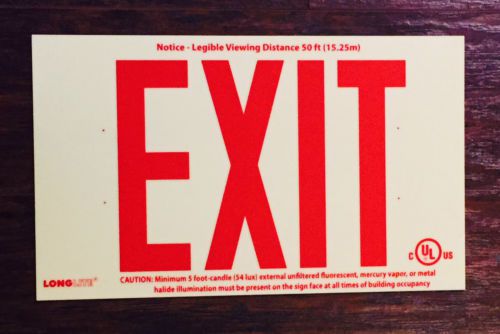 Notice - Legible Viewing Distance 50 ft (15.25m)
EXIT
C UL US
LONGLITE®
CAUTION: Minimum 5 foot-candle (54 lux) external unfiltered fluorescent, mercury vapor, or metal
halide illumination must be present on the sign face at all times of building occupancy